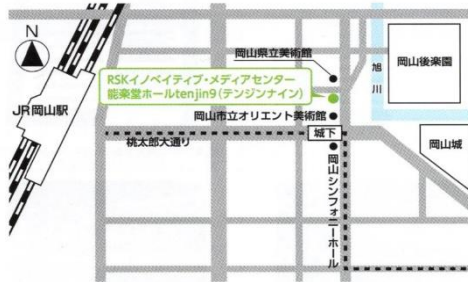 N
JR岡山駅
岡山県立美術館
RSKイノベイティブ・メディアセンター
能楽堂ホールtenjin9(テンジンナイン)
岡山市立オリエント美術館
桃太郎大通り
城下
岡山シンフォニーホール
旭川
岡山後楽園
岡山城